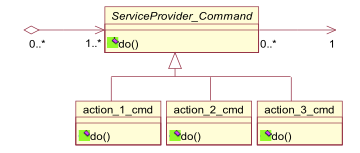 ServiceProvider_Command
0..* 1..* do() 0..* 1
action_1_cmd action_2_cmd action_3_cmd
do() do() do()